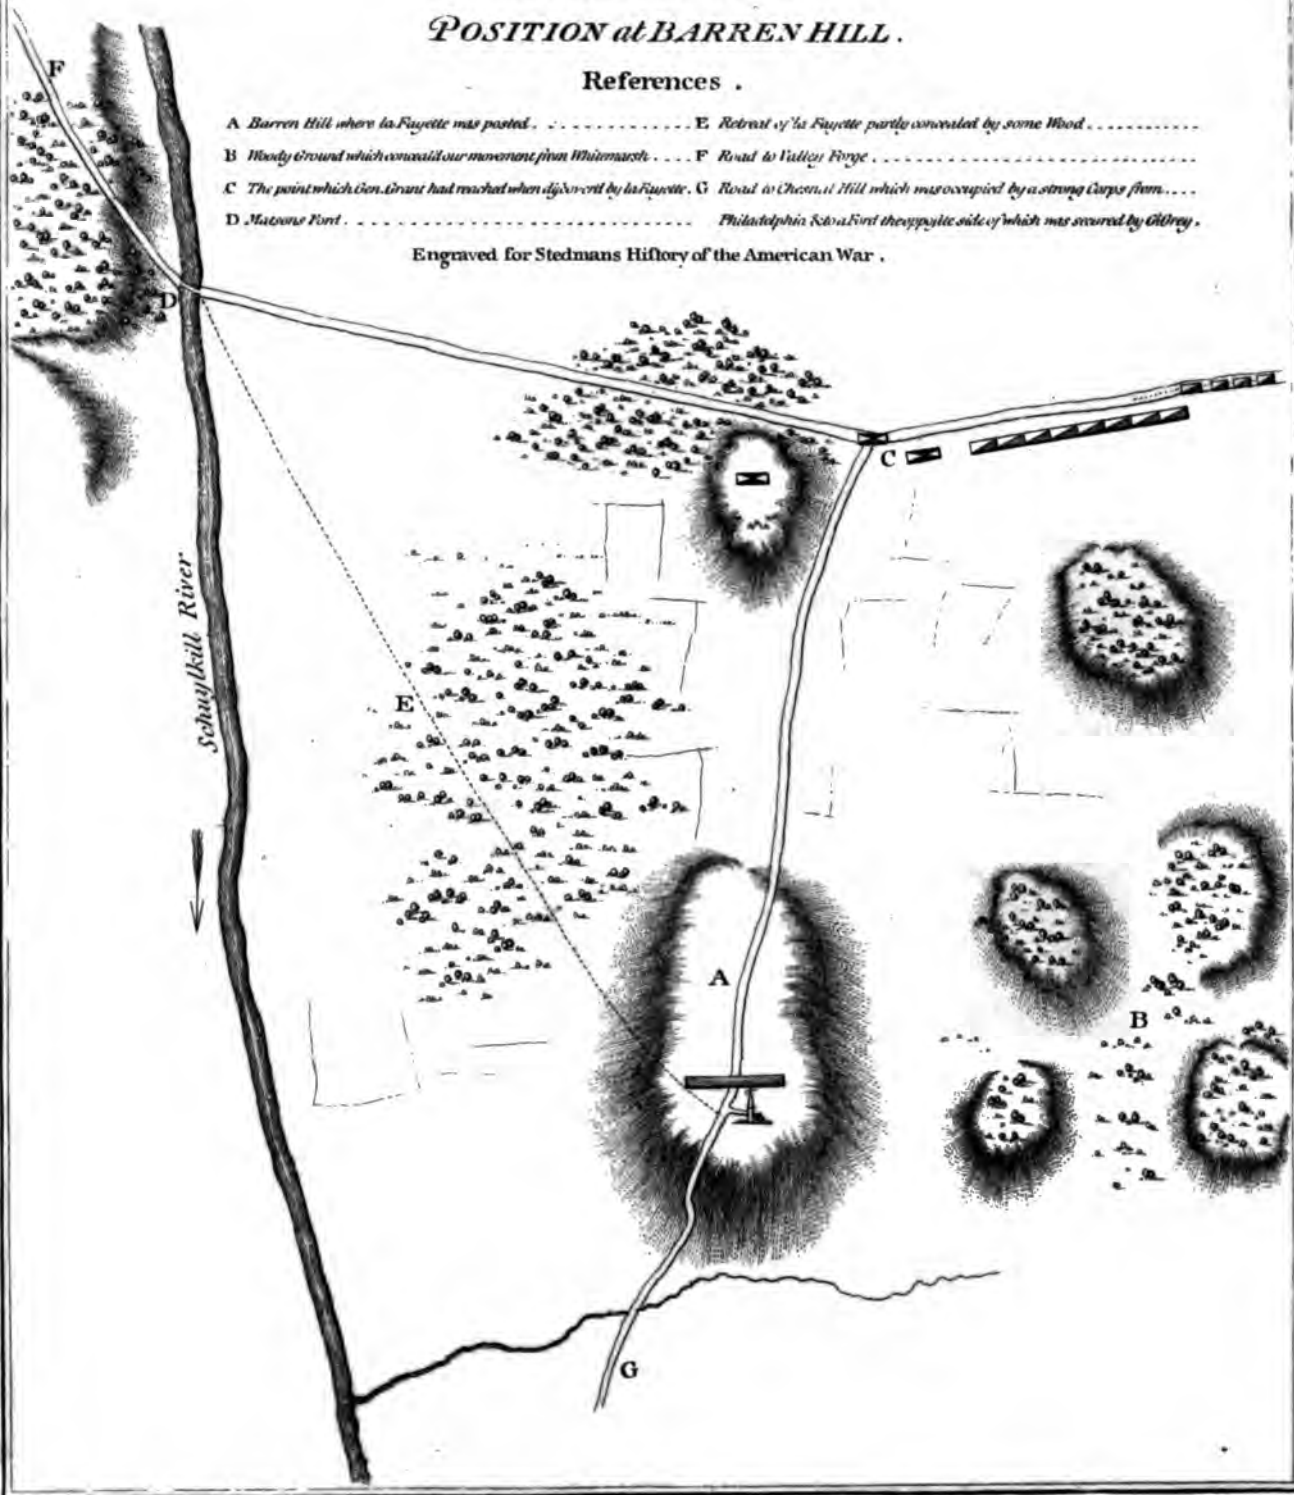 POSITION at BARREN HILL.
References.
A Barren Hill where la Fayette was posted.
B Woody Ground which conceal'd our movement from Whitemarsh
C The point which Gen. Grant had reached when discover'd by la Fayette.
D Matsons Ford
E Retreat of la Fayette partly concealed by some Wood
F Road to Valley Forge
G Road to Chesnut Hill which was occupied by a strong Corps from
Philadelphia & to a Ford the opposite side of which was secured by G. Grey.
Engraved for Stedmans History of the American War.
F
D
C
Schuylkill River
E
A
B
G